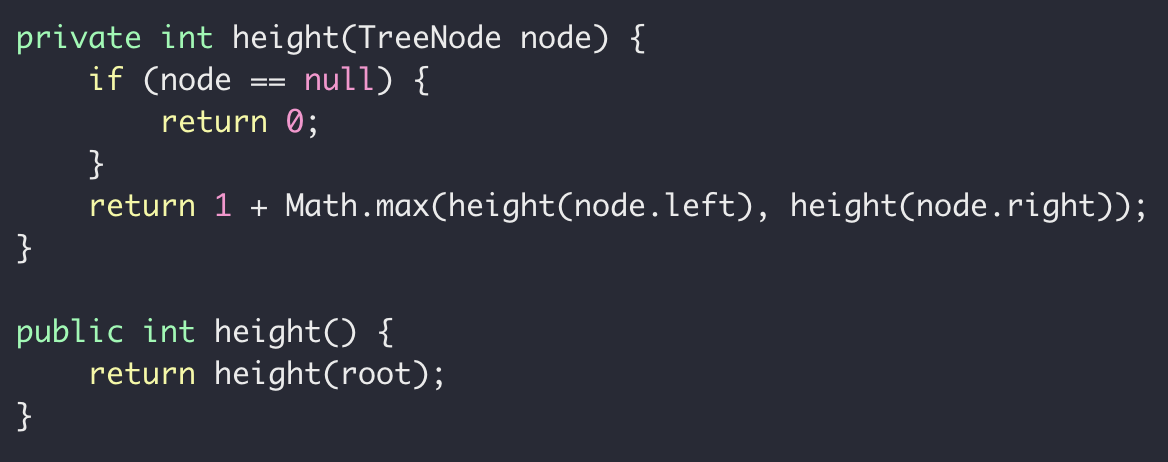 private int height(TreeNode node) {
    if (node == null) {
        return 0;
    }
    return 1 + Math.max(height(node.left), height(node.right));
}

public int height() {
    return height(root);
}